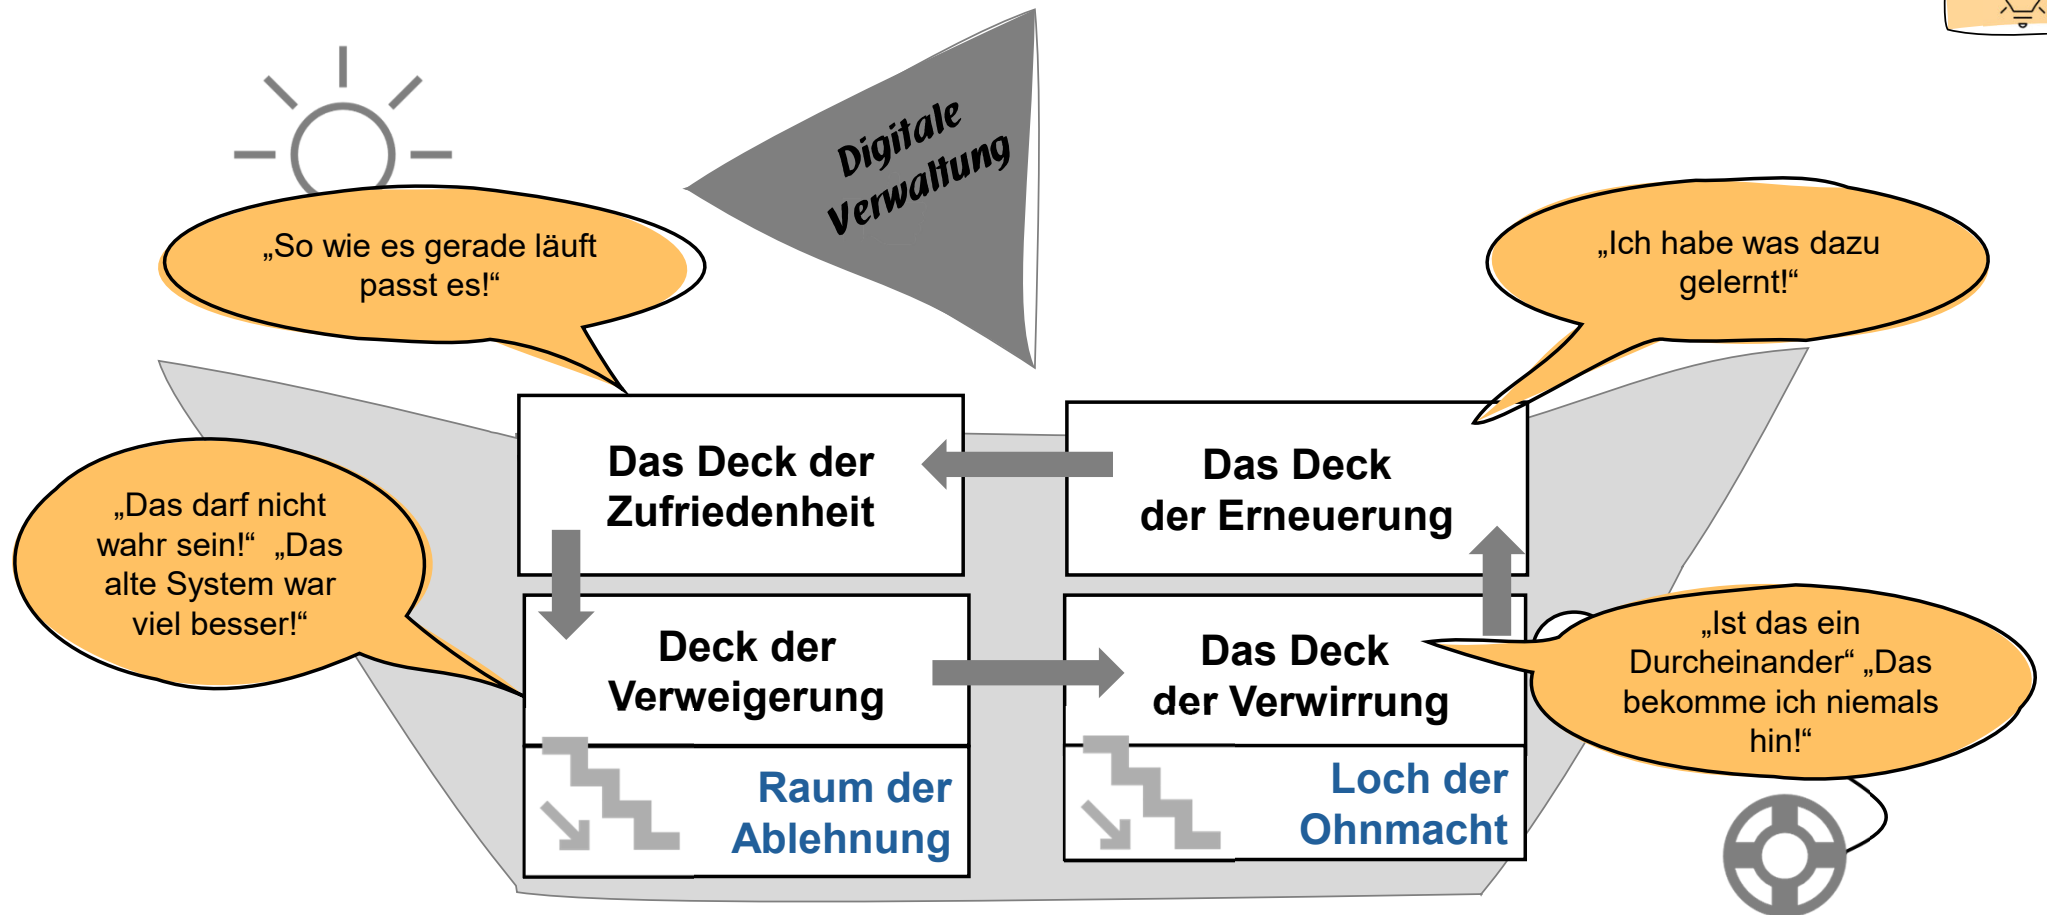 Digitale
Verwaltung
„So wie es gerade läuft
passt es!“
„Ich habe was dazu
gelernt!“
Das Deck der
Zufriedenheit
Das Deck
der Erneuerung
„Das darf nicht
wahr sein!“ „Das
alte System war
viel besser!“
Deck der
Verweigerung
Das Deck
der Verwirrung
„Ist das ein
Durcheinander“ „Das
bekomme ich niemals
hin!“
Raum der
Ablehnung
Loch der
Ohnmacht